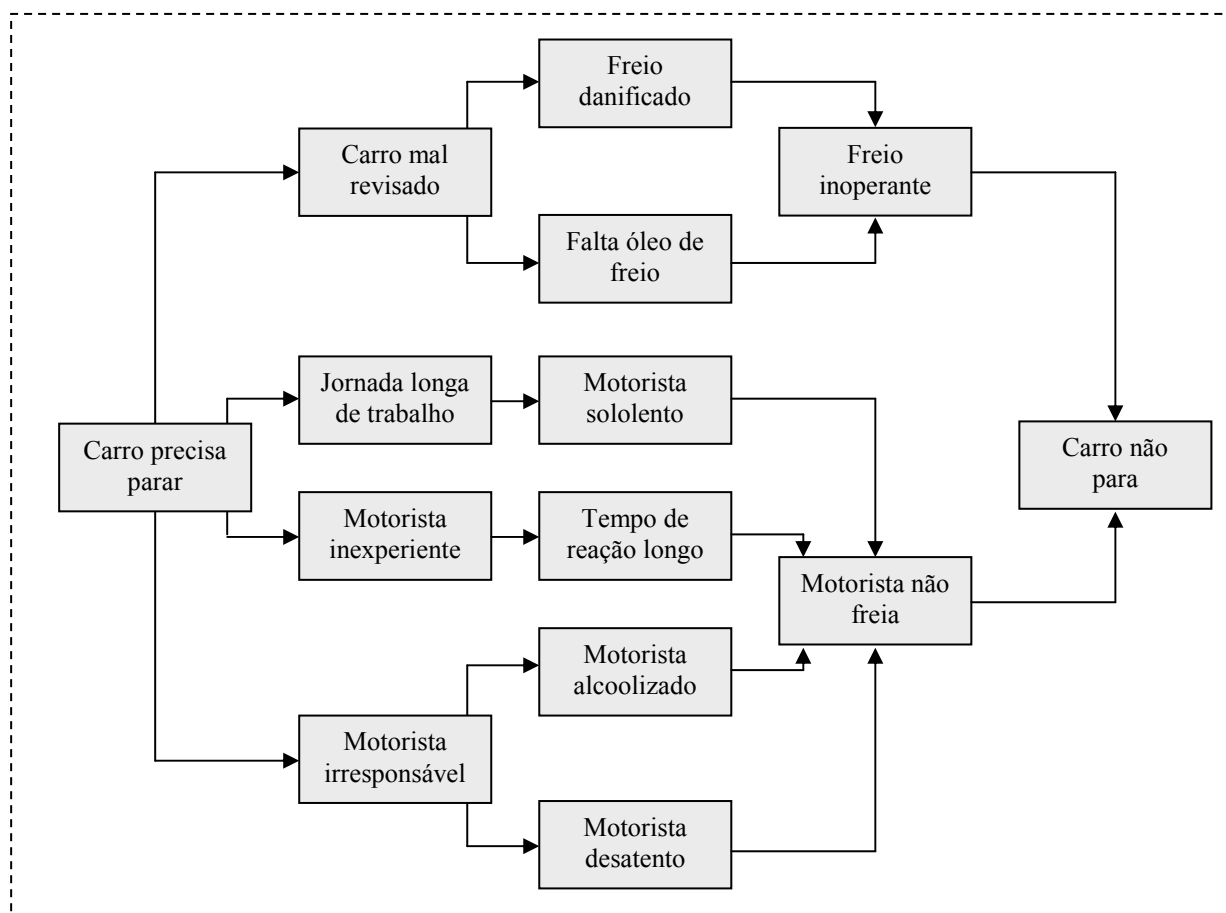 Freio
danificado
Carro mal
revisado
Freio
inoperante
Falta óleo de
freio
Jornada longa
de trabalho
Motorista
sololento
Carro precisa
parar
Carro não
para
Motorista
inexperiente
Tempo de
reação longo
Motorista não
freia
Motorista
alcoolizado
Motorista
irresponsável
Motorista
desatento